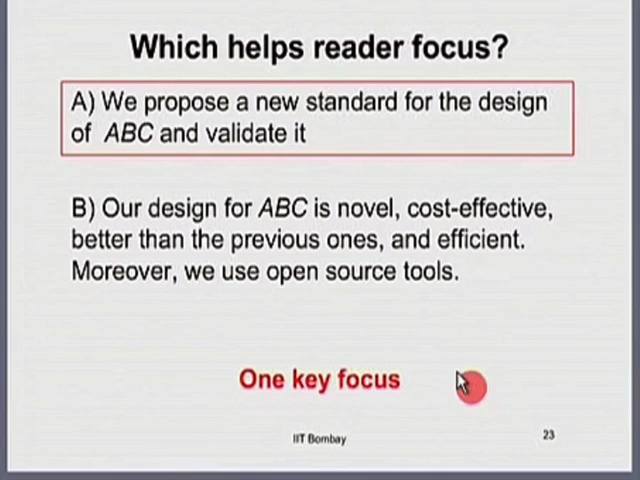 Which helps reader focus?
A) We propose a new standard for the design
of ABC and validate it
B) Our design for ABC is novel, cost-effective,
better than the previous ones, and efficient.
Moreover, we use open source tools.
One key focus
IIT Bombay
23